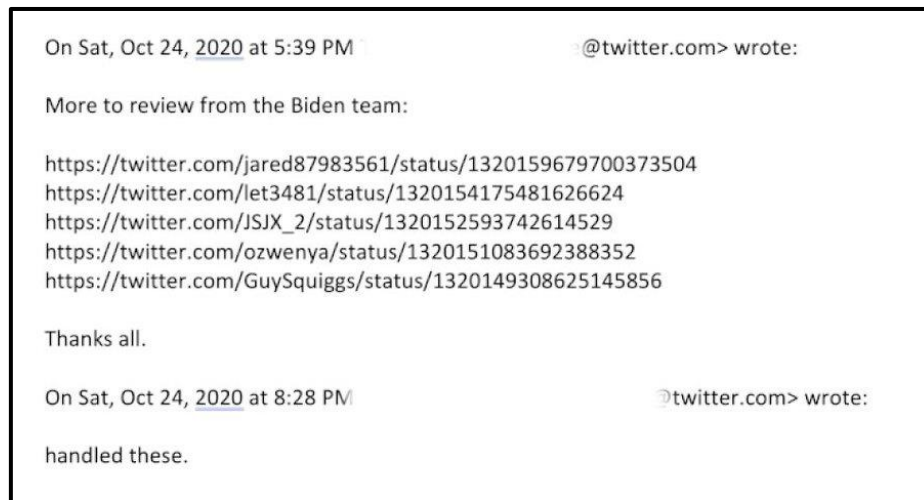 On Sat, Oct 24, 2020 at 5:39 PM @twitter.com> wrote:
More to review from the Biden team:
https://twitter.com/jared87983561/status/1320159679700373504
https://twitter.com/let3481/status/1320154175481626624
https://twitter.com/JSJX_2/status/1320152593742614529
https://twitter.com/ozwenya/status/1320151083692388352
https://twitter.com/GuySquiggs/status/1320149308625145856
Thanks all.
On Sat, Oct 24, 2020 at 8:28 PM @twitter.com> wrote:
handled these.